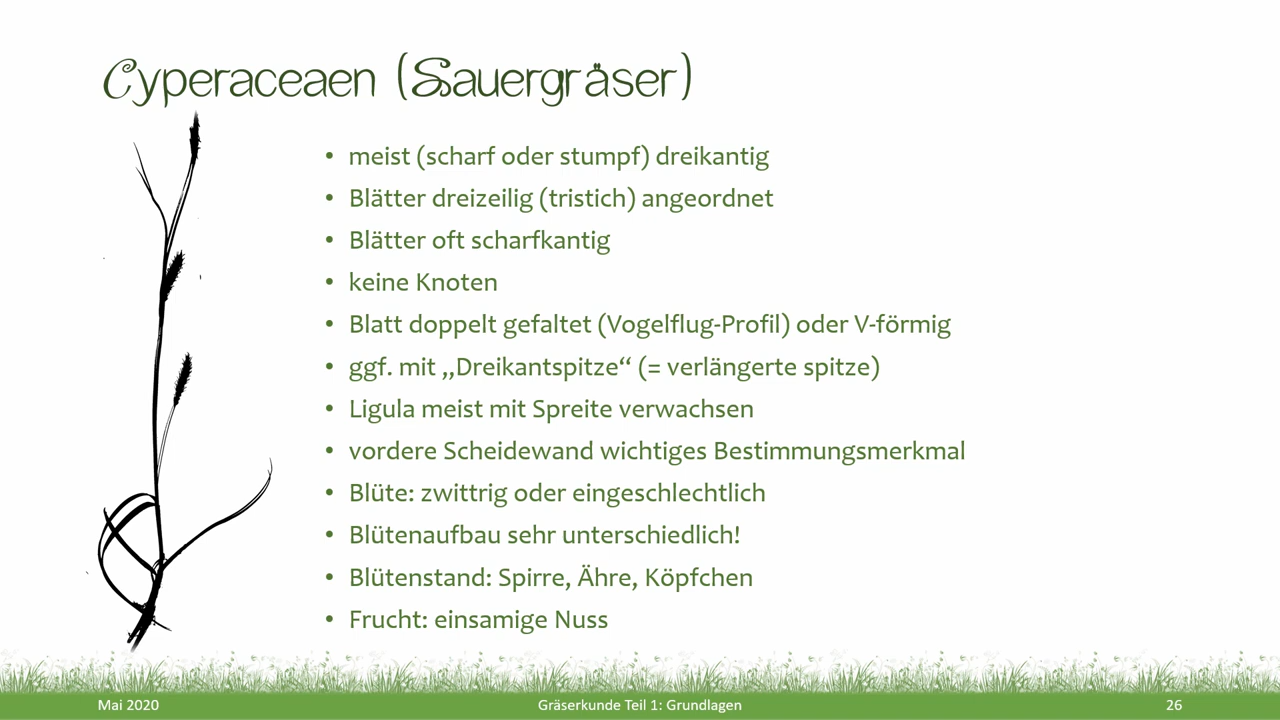 Cyperaceaen (Sauergräser)
• meist (scharf oder stumpf) dreikantig
• Blätter dreizeilig (tristich) angeordnet
• Blätter oft scharfkantig
• keine Knoten
• Blatt doppelt gefaltet (Vogelflug-Profil) oder V-förmig
• ggf. mit „Dreikantspitze“ (= verlängerte spitze)
• Ligula meist mit Spreite verwachsen
• vordere Scheidewand wichtiges Bestimmungsmerkmal
• Blüte: zwittrig oder eingeschlechtlich
• Blütenaufbau sehr unterschiedlich!
• Blütenstand: Spirre, Ähre, Köpfchen
• Frucht: einsamige Nuss
Mai 2020
Gräserkunde Teil 1: Grundlagen
26